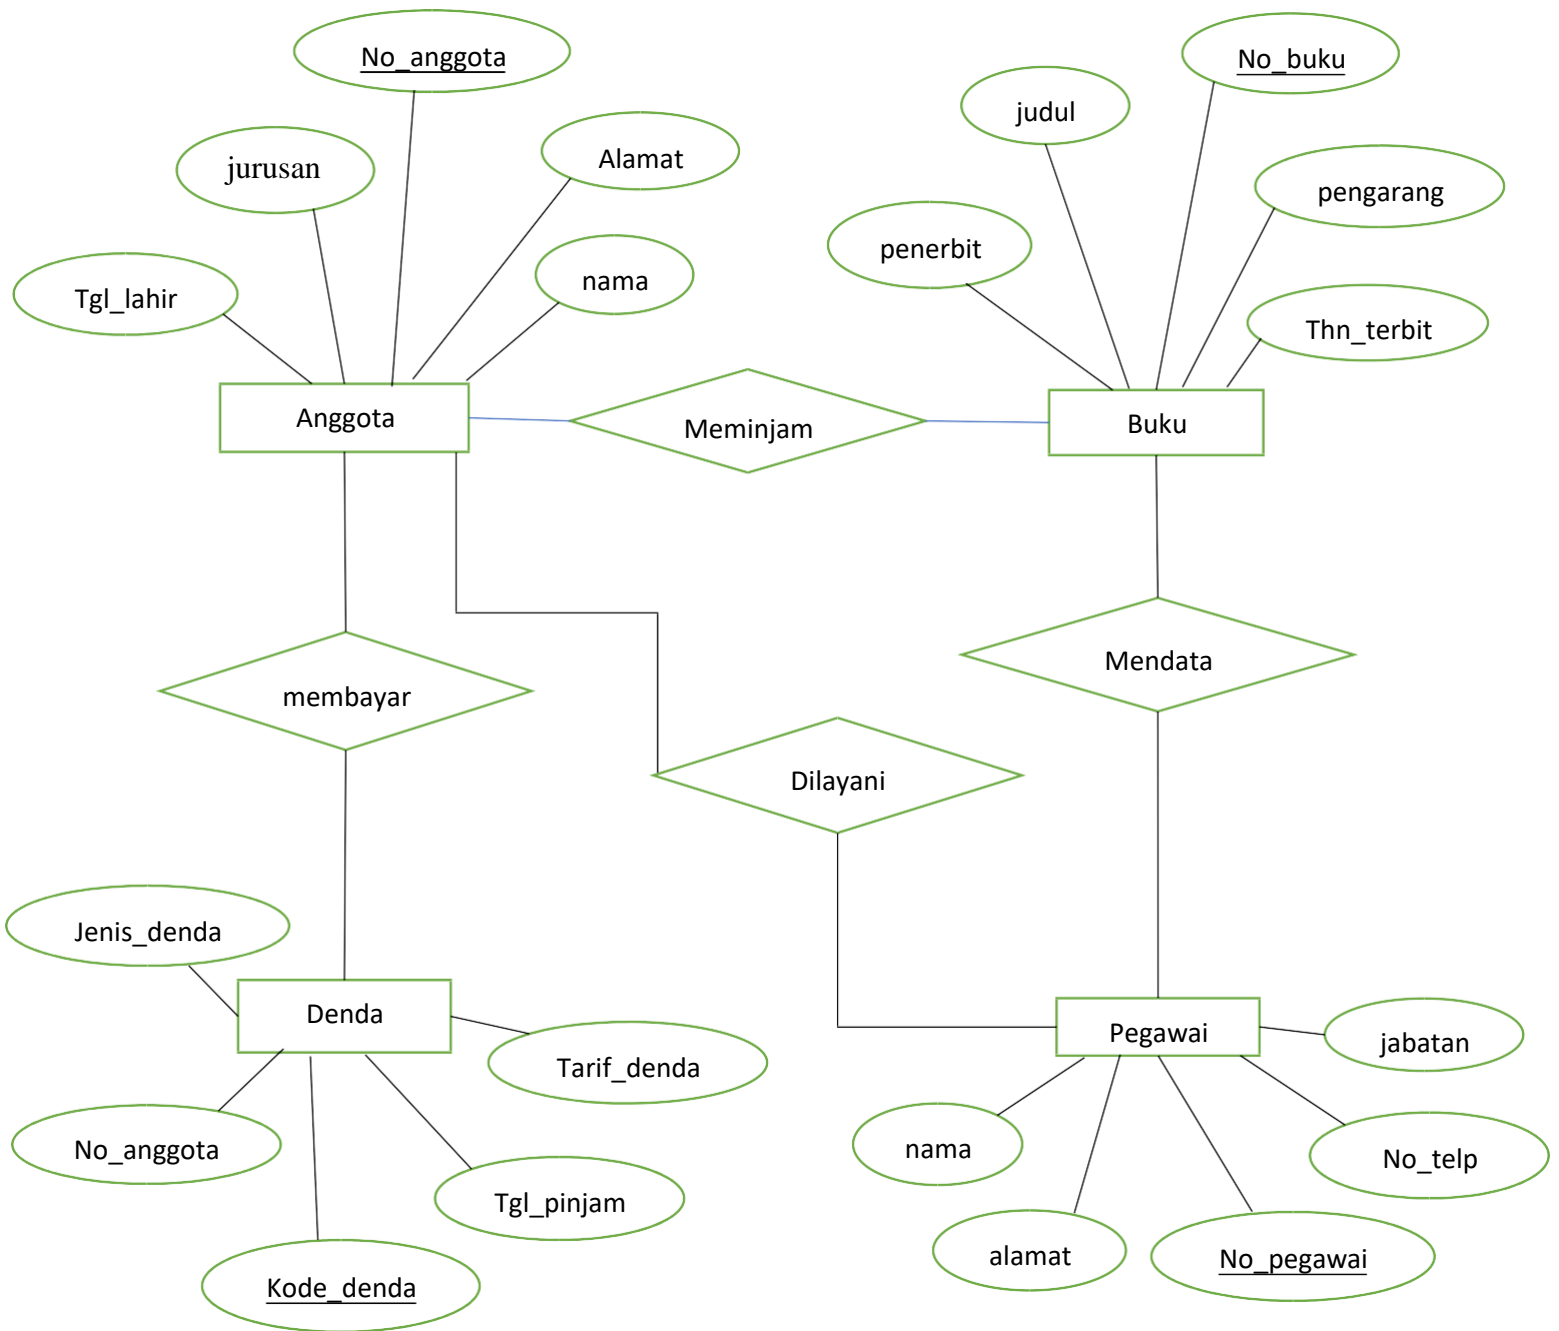 No_anggota
No_buku
judul
Alamat
jurusan
pengarang
penerbit
nama
Tgl_lahir
Thn_terbit
Anggota
Meminjam
Buku
Mendata
membayar
Dilayani
Jenis_denda
Denda
Pegawai
jabatan
Tarif_denda
No_anggota
nama
No_telp
Tgl_pinjam
alamat
No_pegawai
Kode_denda